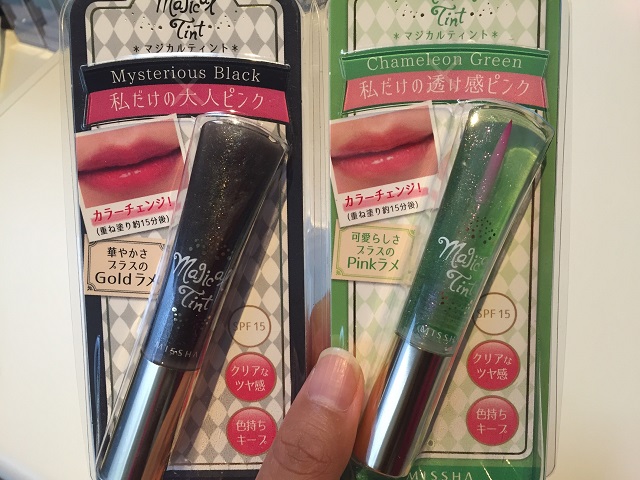 Magical
Tint
*マジカルティント*
Mysterious Black
私だけの大人ピンク
カラーチェンジ!
(重ね塗り約15分後)
華やかさ
プラスの
Goldラメ
Magical
Tint
MISSHA
SPF15
クリアな
ツヤ感
色持ち
キープ
Magical
Tint
*マジカルティント*
Chameleon Green
私だけの透け感ピンク
カラーチェンジ!
(重ね塗り約15分後)
可愛らしさ
プラスの
Pinkラメ
Magical
Tint
MISSHA
SPF15
クリアな
ツヤ感
色持ち
キープ
MISSHA